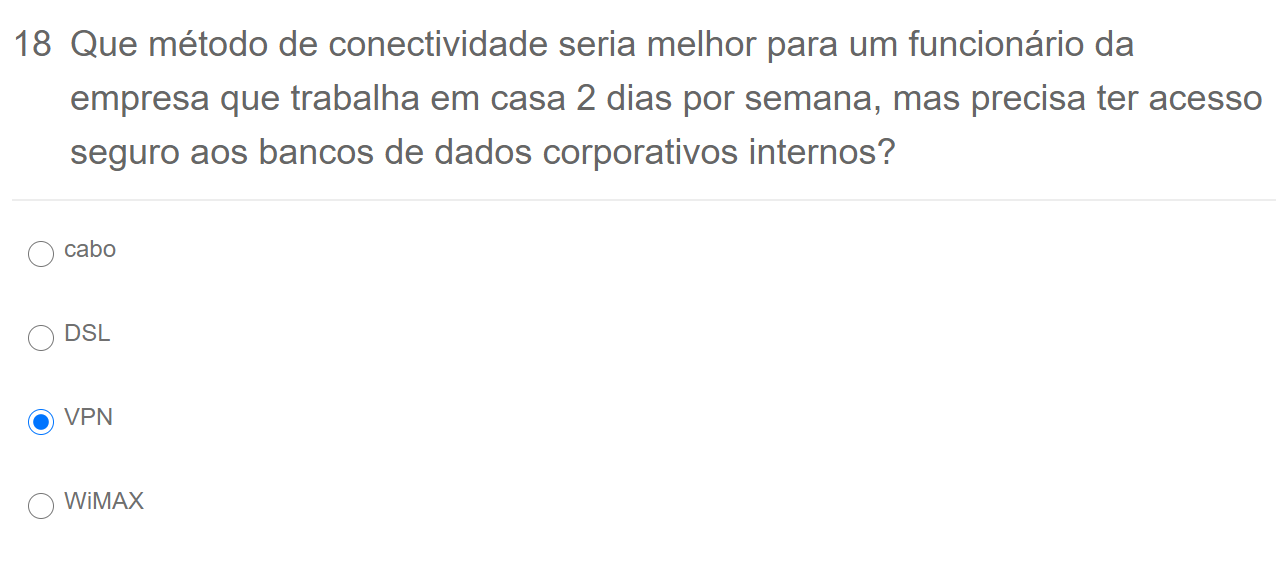 18 Que método de conectividade seria melhor para um funcionário da
empresa que trabalha em casa 2 dias por semana, mas precisa ter acesso
seguro aos bancos de dados corporativos internos?
cabo
DSL
VPN
WiMAX